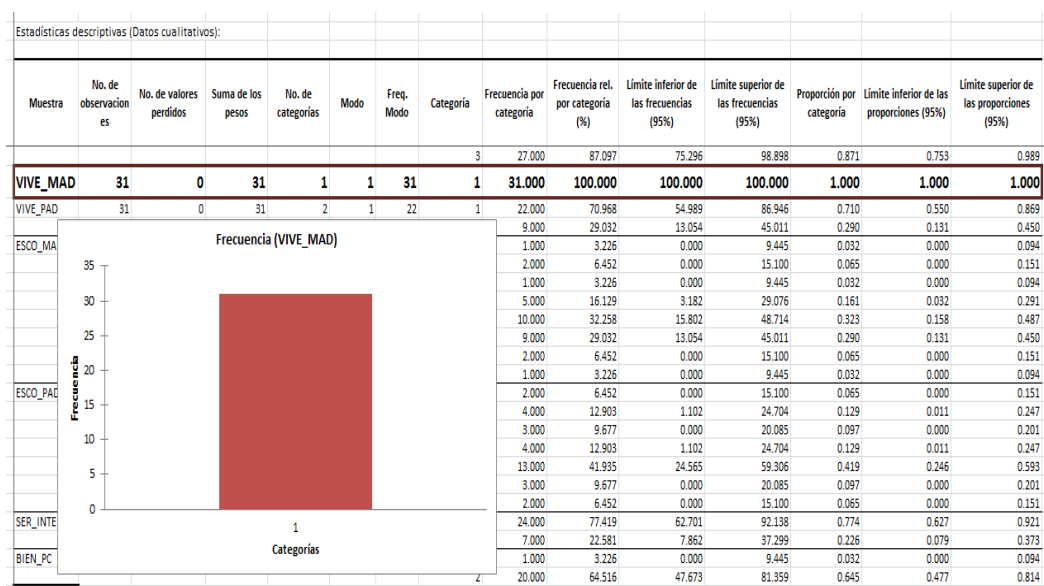 Estadísticas descriptivas (Datos cualitativos):
Muestra No. de observacion es No. de valores perdidos Suma de los pesos No. de categorías Modo Freq. Modo Categoría Frecuencia por categoría Frecuencia rel. por categoría (%) Límite inferior de las frecuencias (95%) Límite superior de las frecuencias (95%) Proporción por categoría Límite inferior de las proporciones (95%) Límite superior de las proporciones (95%)
3 27.000 87.097 75.296 98.898 0.871 0.753 0.989
VIVE_MAD 31 0 31 1 1 31 1 31.000 100.000 100.000 100.000 1.000 1.000 1.000
VIVE_PAD 31 0 31 2 1 22 1 22.000 70.968 54.989 86.946 0.710 0.550 0.869
9.000 29.032 13.054 45.011 0.290 0.131 0.450
ESCO_MA 1.000 3.226 0.000 9.445 0.032 0.000 0.094
2.000 6.452 0.000 15.100 0.065 0.000 0.151
1.000 3.226 0.000 9.445 0.032 0.000 0.094
5.000 16.129 3.182 29.076 0.161 0.032 0.291
10.000 32.258 15.802 48.714 0.323 0.158 0.487
9.000 29.032 13.054 45.011 0.290 0.131 0.450
2.000 6.452 0.000 15.100 0.065 0.000 0.151
1.000 3.226 0.000 9.445 0.032 0.000 0.094
ESCO_PAD 2.000 6.452 0.000 15.100 0.065 0.000 0.151
4.000 12.903 1.102 24.704 0.129 0.011 0.247
3.000 9.677 0.000 20.085 0.097 0.000 0.201
4.000 12.903 1.102 24.704 0.129 0.011 0.247
13.000 41.935 24.565 59.306 0.419 0.246 0.593
3.000 9.677 0.000 20.085 0.097 0.000 0.201
2.000 6.452 0.000 15.100 0.065 0.000 0.151
SER_INTE 24.000 77.419 62.701 92.138 0.774 0.627 0.921
7.000 22.581 7.862 37.299 0.226 0.079 0.373
BIEN_PC 1.000 3.226 0.000 9.445 0.032 0.000 0.094
2 20.000 64.516 47.673 81.359 0.645 0.477 0.814
Frecuencia (VIVE_MAD)
Frecuencia
35
30
25
20
15
10
5
0
1
Categorías